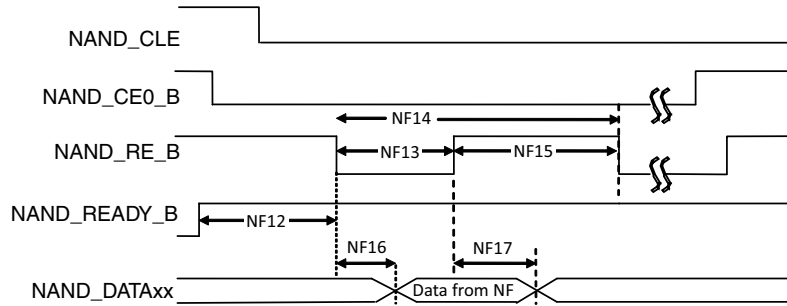 NAND_CLE
NAND_CE0_B
NF14
NAND_RE_B
NF13
NF15
NAND_READY_B
NF12
NF16
NF17
NAND_DATAxx
Data from NF